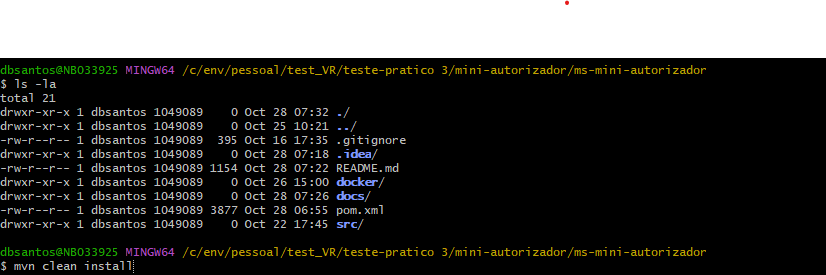 dbsantos@NBO33925 MINGW64 /c/env/pessoal/test_VR/teste-pratico 3/mini-autorizador/ms-mini-autorizador
$ ls -la
total 21
drwxr-xr-x 1 dbsantos 1049089    0 Oct 28 07:32 ./
drwxr-xr-x 1 dbsantos 1049089    0 Oct 25 10:21 ../
-rw-r--r-- 1 dbsantos 1049089  395 Oct 16 17:35 .gitignore
drwxr-xr-x 1 dbsantos 1049089    0 Oct 28 07:18 .idea/
-rw-r--r-- 1 dbsantos 1049089 1154 Oct 28 07:22 README.md
drwxr-xr-x 1 dbsantos 1049089    0 Oct 26 15:00 docker/
drwxr-xr-x 1 dbsantos 1049089    0 Oct 28 07:26 docs/
-rw-r--r-- 1 dbsantos 1049089 3877 Oct 28 06:55 pom.xml
drwxr-xr-x 1 dbsantos 1049089    0 Oct 22 17:45 src/
dbsantos@NBO33925 MINGW64 /c/env/pessoal/test_VR/teste-pratico 3/mini-autorizador/ms-mini-autorizador
$ mvn clean install